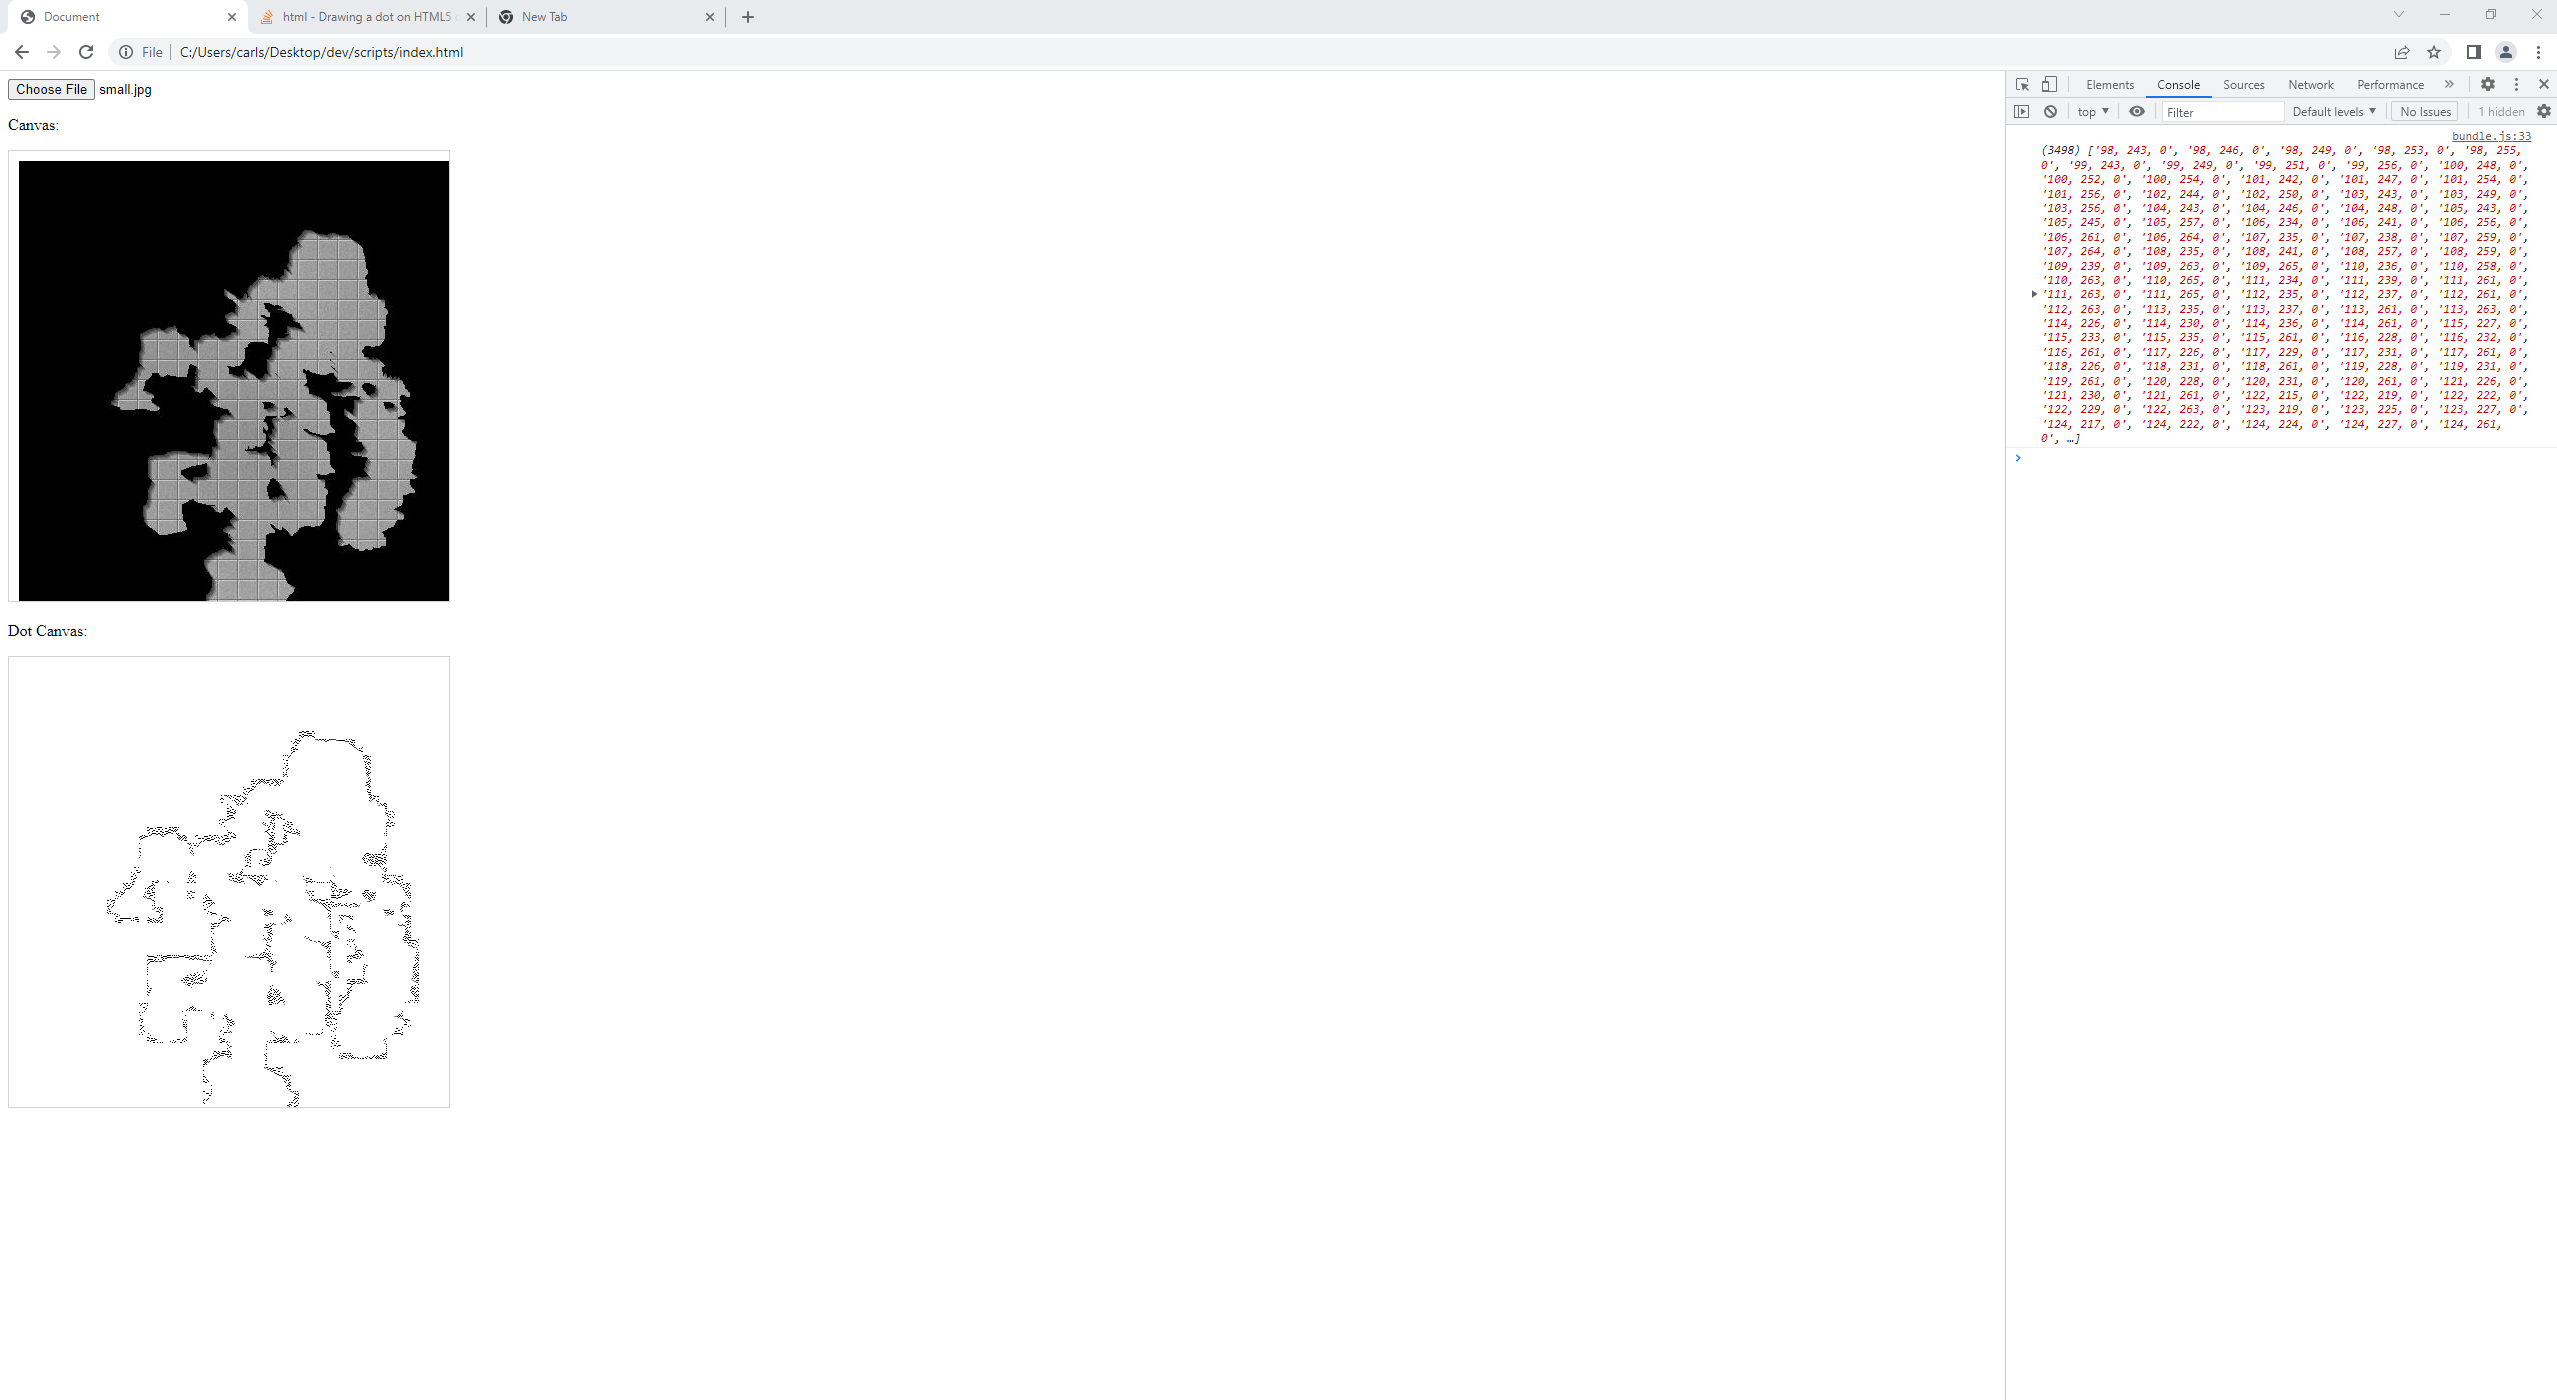 Document
html - Drawing a dot on HTML5
New Tab
File
C:/Users/carls/Desktop/dev/scripts/index.html
Choose File small.jpg
Canvas:
Dot Canvas:
Elements Console Sources Network Performance
top Filter Default levels No Issues 1 hidden
bundle.js:33
(3498) ['98, 243, 0', '98, 246, 0', '98, 249, 0', '98, 253, 0', '98, 255,
0', '99, 243, 0', '99, 249, 0', '99, 251, 0', '99, 256, 0', '100, 248, 0',
'100, 252, 0', '100, 254, 0', '101, 242, 0', '101, 247, 0', '101, 254, 0',
'101, 256, 0', '102, 244, 0', '102, 250, 0', '103, 243, 0', '103, 249, 0',
'103, 256, 0', '104, 243, 0', '104, 246, 0', '104, 248, 0', '105, 243, 0',
'105, 245, 0', '105, 257, 0', '106, 234, 0', '106, 241, 0', '106, 256, 0',
'106, 261, 0', '106, 264, 0', '107, 235, 0', '107, 238, 0', '107, 259, 0',
'107, 264, 0', '108, 235, 0', '108, 241, 0', '108, 257, 0', '108, 259, 0',
'109, 239, 0', '109, 263, 0', '109, 265, 0', '110, 236, 0', '110, 258, 0',
'110, 263, 0', '110, 265, 0', '111, 234, 0', '111, 239, 0', '111, 261, 0',
'111, 263, 0', '111, 265, 0', '112, 235, 0', '112, 237, 0', '112, 261, 0',
'112, 263, 0', '113, 235, 0', '113, 237, 0', '113, 261, 0', '113, 263, 0',
'114, 226, 0', '114, 230, 0', '114, 236, 0', '114, 261, 0', '115, 227, 0',
'115, 233, 0', '115, 235, 0', '115, 261, 0', '116, 228, 0', '116, 232, 0',
'116, 261, 0', '117, 226, 0', '117, 229, 0', '117, 231, 0', '117, 261, 0',
'118, 226, 0', '118, 231, 0', '118, 261, 0', '119, 228, 0', '119, 231, 0',
'119, 261, 0', '120, 228, 0', '120, 231, 0', '120, 261, 0', '121, 226, 0',
'121, 230, 0', '121, 261, 0', '122, 215, 0', '122, 219, 0', '122, 222, 0',
'122, 229, 0', '122, 263, 0', '123, 219, 0', '123, 225, 0', '123, 227, 0',
'124, 217, 0', '124, 222, 0', '124, 224, 0', '124, 227, 0', '124, 261,
0', …]